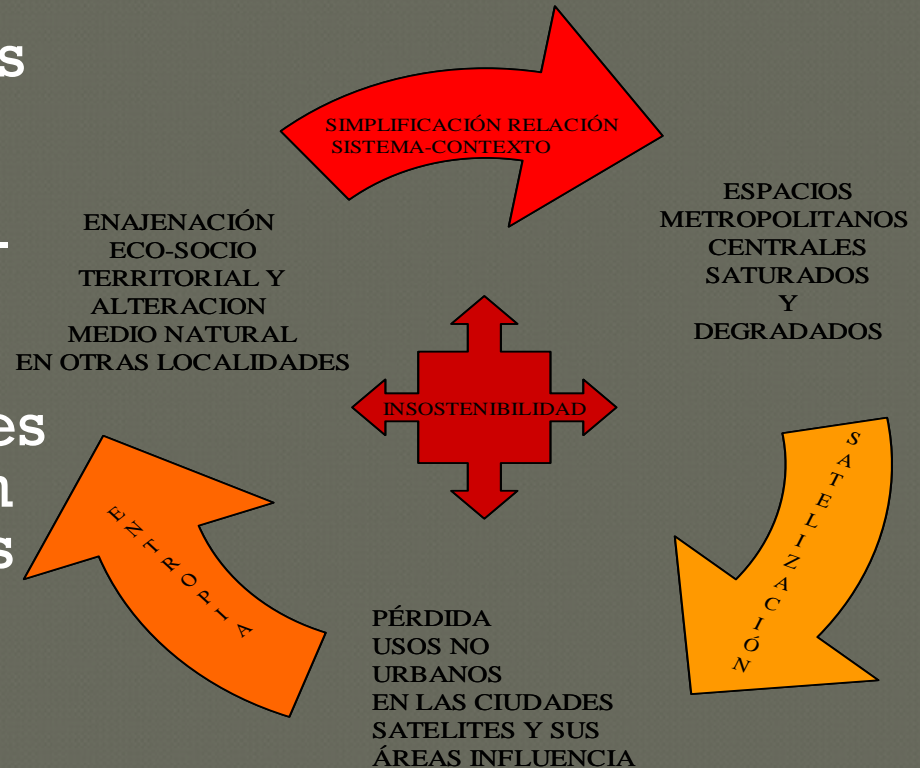 s
-
es
n
s
SIMPLIFICACIÓN RELACIÓN
SISTEMA-CONTEXTO
ESPACIOS
METROPOLITANOS
CENTRALES
SATURADOS
Y
DEGRADADOS
SATELIZACIÓN
PÉRDIDA
USOS NO
URBANOS
EN LAS CIUDADES
SATELITES Y SUS
ÁREAS INFLUENCIA
ENTROPIA
ENAJENACIÓN
ECO-SOCIO
TERRITORIAL Y
ALTERACION
MEDIO NATURAL
EN OTRAS LOCALIDADES
INSOSTENIBILIDAD